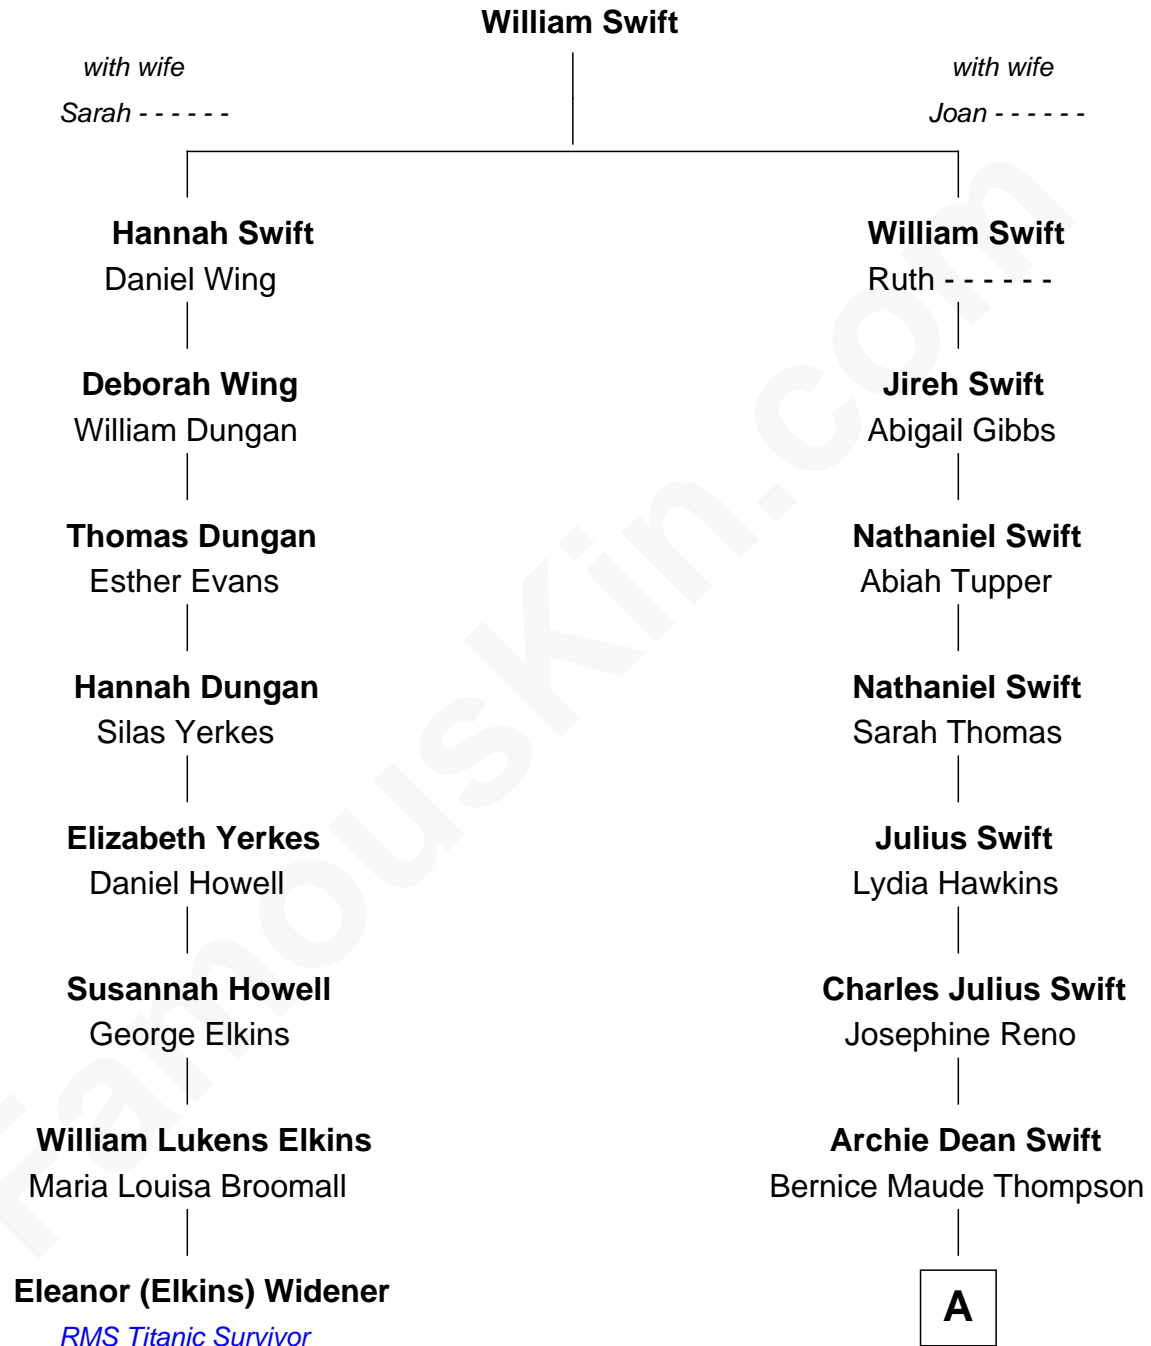 William Swift
with wife
Sarah - - - - - -
with wife
Joan - - - - - -
Hannah Swift
Daniel Wing
William Swift
Ruth - - - - - -
Deborah Wing
William Dungan
Jireh Swift
Abigail Gibbs
Thomas Dungan
Esther Evans
Nathaniel Swift
Abiah Tupper
Hannah Dungan
Silas Yerkes
Nathaniel Swift
Sarah Thomas
Elizabeth Yerkes
Daniel Howell
Julius Swift
Lydia Hawkins
Susannah Howell
George Elkins
Charles Julius Swift
Josephine Reno
William Lukens Elkins
Maria Louisa Broomall
Archie Dean Swift
Bernice Maude Thompson
Eleanor (Elkins) Widener
RMS Titanic Survivor
A
FamousKin.com